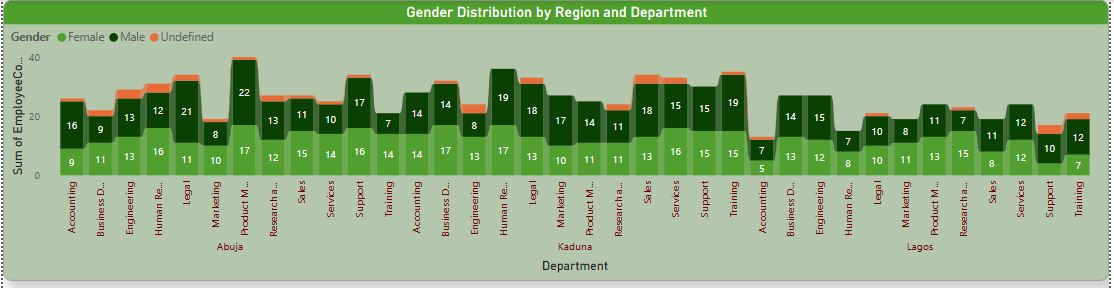 Gender Distribution by Region and Department
Gender Female Male Undefined
Sum of EmployeeCo...
40
20
0
16 9 13 12 21 8 22 13 11 10 17 7 14 14 8 19 18 17 14 11 18 15 15 19 7 14 15 7 10 8 11 7 11 12 10 12
9 11 13 16 11 10 17 12 15 14 16 14 14 17 13 17 13 10 11 11 13 16 15 15 5 13 12 8 10 11 13 15 8 12 7
Accounting
Business D...
Engineering
Human Re...
Legal
Marketing
Product M...
Research a...
Sales
Services
Support
Training
Accounting
Business D...
Engineering
Human Re...
Legal
Marketing
Product M...
Research a...
Sales
Services
Support
Training
Accounting
Business D...
Engineering
Human Re...
Legal
Marketing
Product M...
Research a...
Sales
Services
Support
Training
Abuja Kaduna Lagos
Department